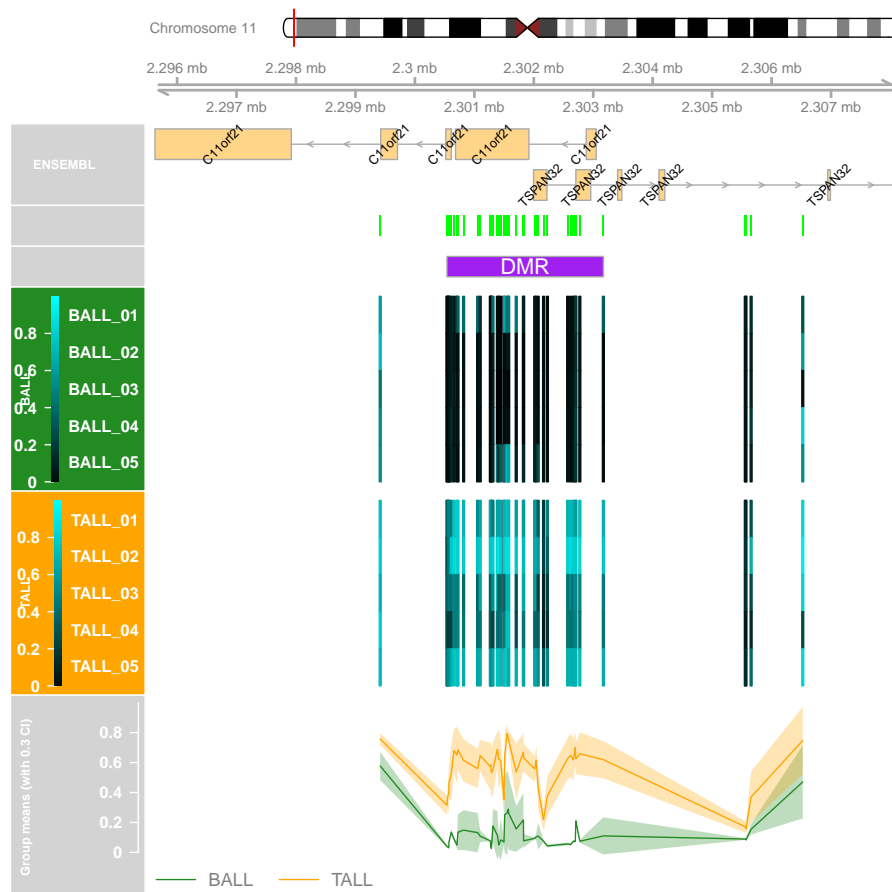 Chromosome 11
2.296 mb 2.298 mb 2.3 mb 2.302 mb 2.304 mb 2.306 mb
2.297 mb 2.299 mb 2.301 mb 2.303 mb 2.305 mb 2.307 mb
ENSEMBL
C11orf21 C11orf21 C11orf21 C11orf21 C11orf21
TSPAN32 TSPAN32 TSPAN32 TSPAN32 TSPAN32
DMR
BALL
0.8
0.6
0.4
0.2
0
BALL_01
BALL_02
BALL_03
BALL_04
BALL_05
TALL
0.8
0.6
0.4
0.2
0
TALL_01
TALL_02
TALL_03
TALL_04
TALL_05
Group means (with 0.3 CI)
0.8
0.6
0.4
0.2
0
BALL TALL